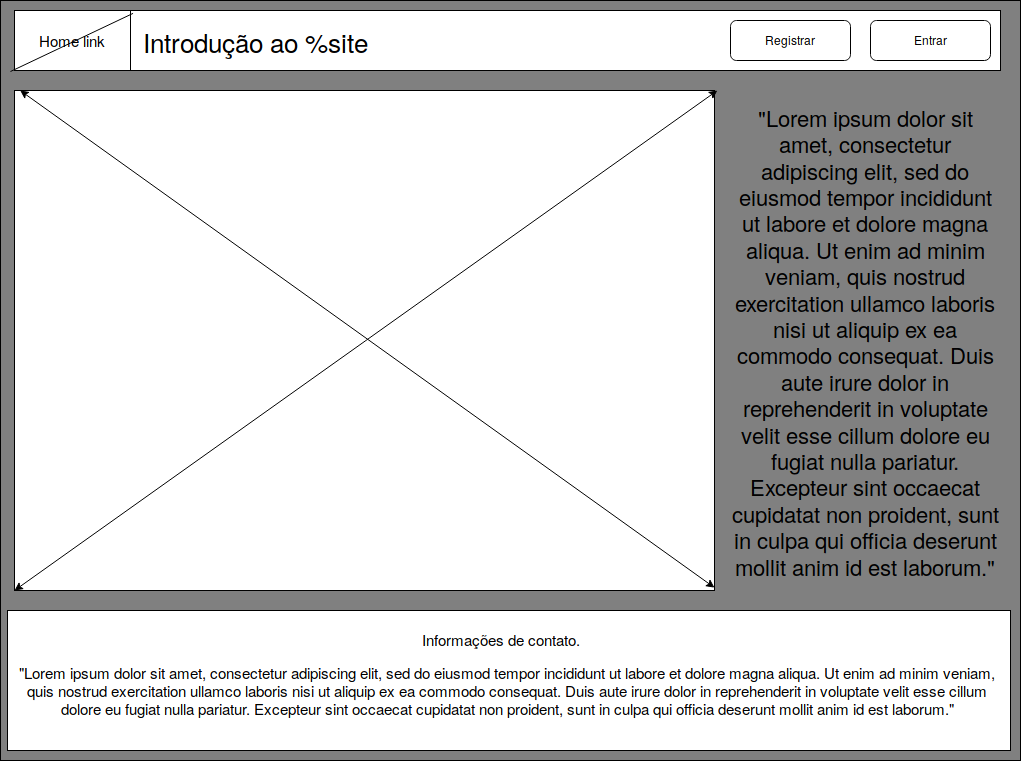 Home link
Introdução ao %site
Registrar
Entrar
"Lorem ipsum dolor sit
amet, consectetur
adipiscing elit, sed do
eiusmod tempor incididunt
ut labore et dolore magna
aliqua. Ut enim ad minim
veniam, quis nostrud
exercitation ullamco laboris
nisi ut aliquip ex ea
commodo consequat. Duis
aute irure dolor in
reprehenderit in voluptate
velit esse cillum dolore eu
fugiat nulla pariatur.
Excepteur sint occaecat
cupidatat non proident, sunt
in culpa qui officia deserunt
mollit anim id est laborum."
Informações de contato.
"Lorem ipsum dolor sit amet, consectetur adipiscing elit, sed do eiusmod tempor incididunt ut labore et dolore magna aliqua. Ut enim ad minim veniam,
quis nostrud exercitation ullamco laboris nisi ut aliquip ex ea commodo consequat. Duis aute irure dolor in reprehenderit in voluptate velit esse cillum
dolore eu fugiat nulla pariatur. Excepteur sint occaecat cupidatat non proident, sunt in culpa qui officia deserunt mollit anim id est laborum."